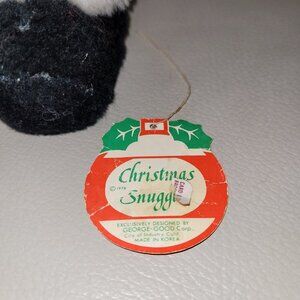 Christmas
© 1978
Snuggl
EXCLUSIVELY DESIGNED BY
GEORGE-GOOD Corp.
City of Industry, Calif.
MADE IN KOREA